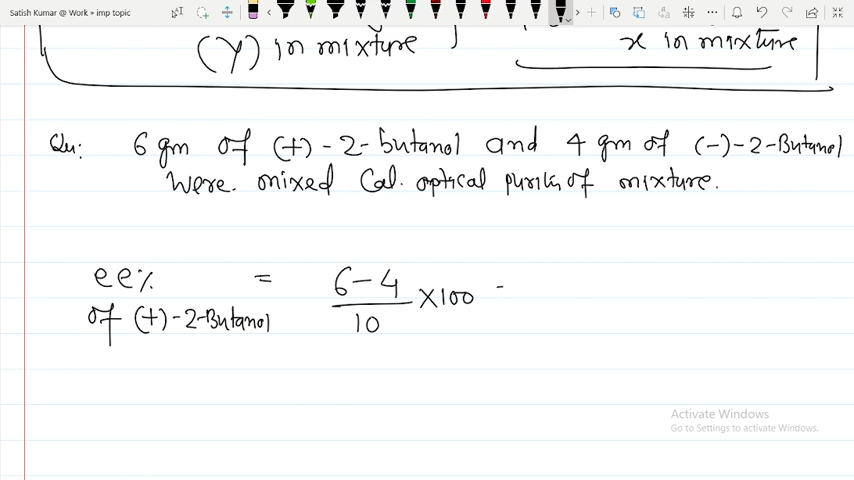 Satish Kumar @ Work » imp topic
(Y) in mixture
x in mixture
Qu: 6 gm of (+)-2-butanol and 4 gm of (-)-2-Butanol
were. mixed Cal. optical purity of mixture.
ee% = 6-4 / 10 ×100 -
of (+)-2-Butanol
Activate Windows
Go to Settings to activate Windows.